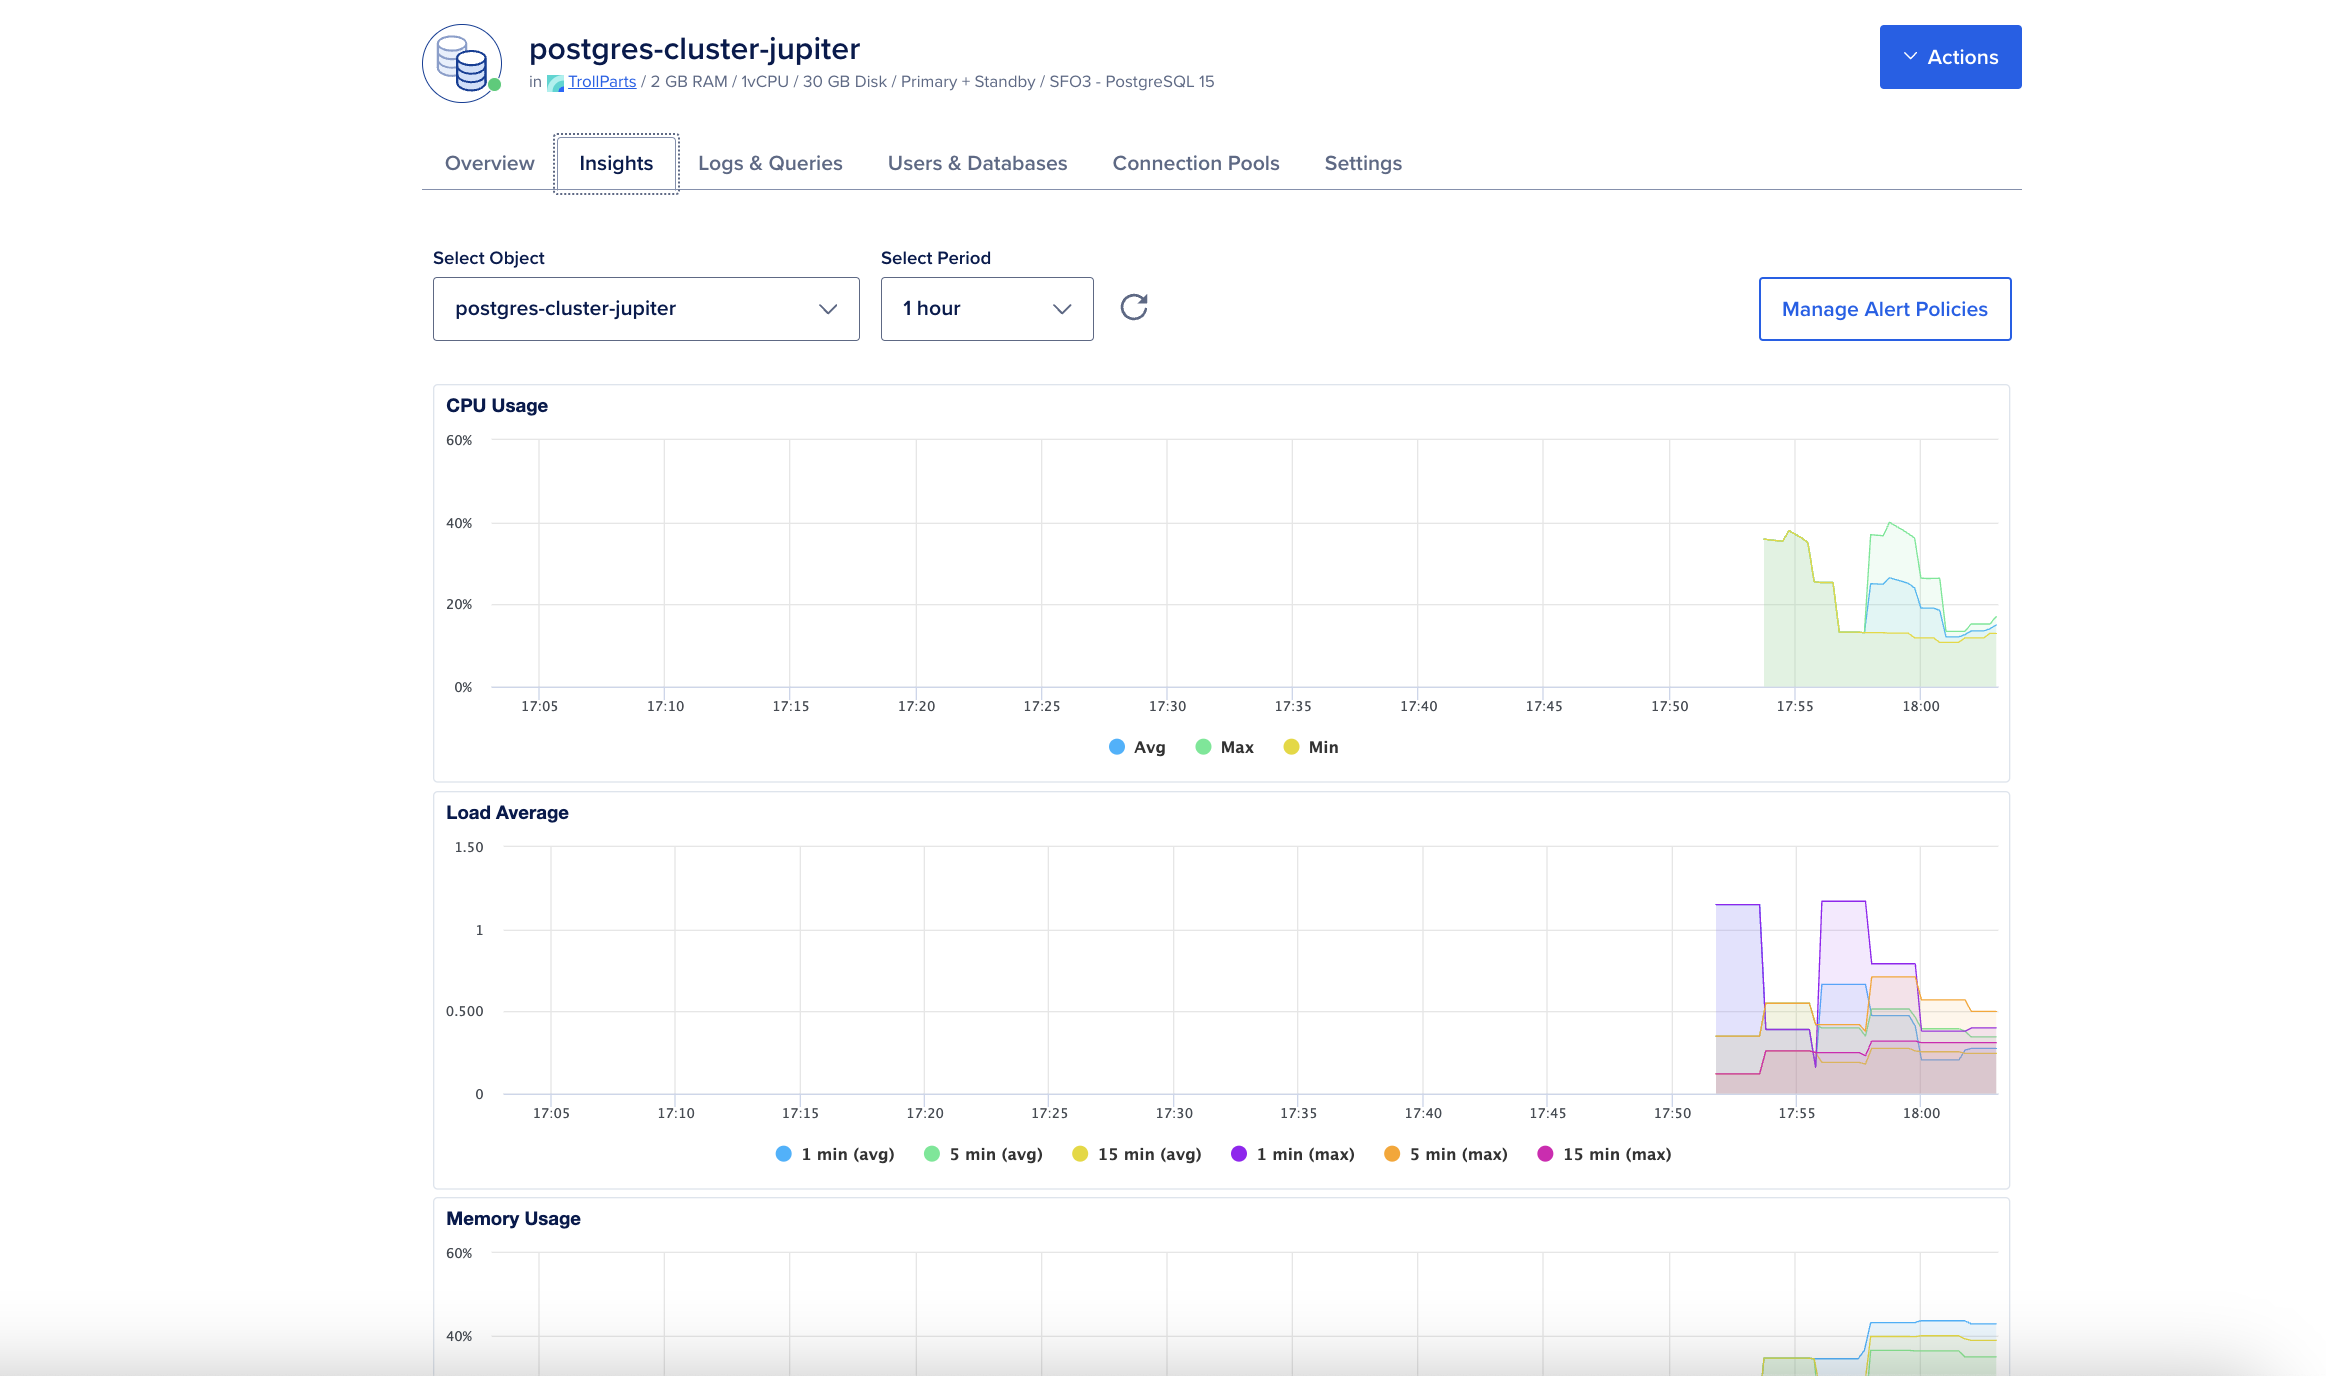 postgres-cluster-jupiter
in TrollParts / 2 GB RAM / 1vCPU / 30 GB Disk / Primary + Standby / SFO3 - PostgreSQL 15
Actions
Overview Insights Logs & Queries Users & Databases Connection Pools Settings
Select Object
postgres-cluster-jupiter
Select Period
1 hour
Manage Alert Policies
CPU Usage
60%
40%
20%
0%
17:05 17:10 17:15 17:20 17:25 17:30 17:35 17:40 17:45 17:50 17:55 18:00
Avg Max Min
Load Average
1.50
1
0.500
0
17:05 17:10 17:15 17:20 17:25 17:30 17:35 17:40 17:45 17:50 17:55 18:00
1 min (avg) 5 min (avg) 15 min (avg) 1 min (max) 5 min (max) 15 min (max)
Memory Usage
60%
40%